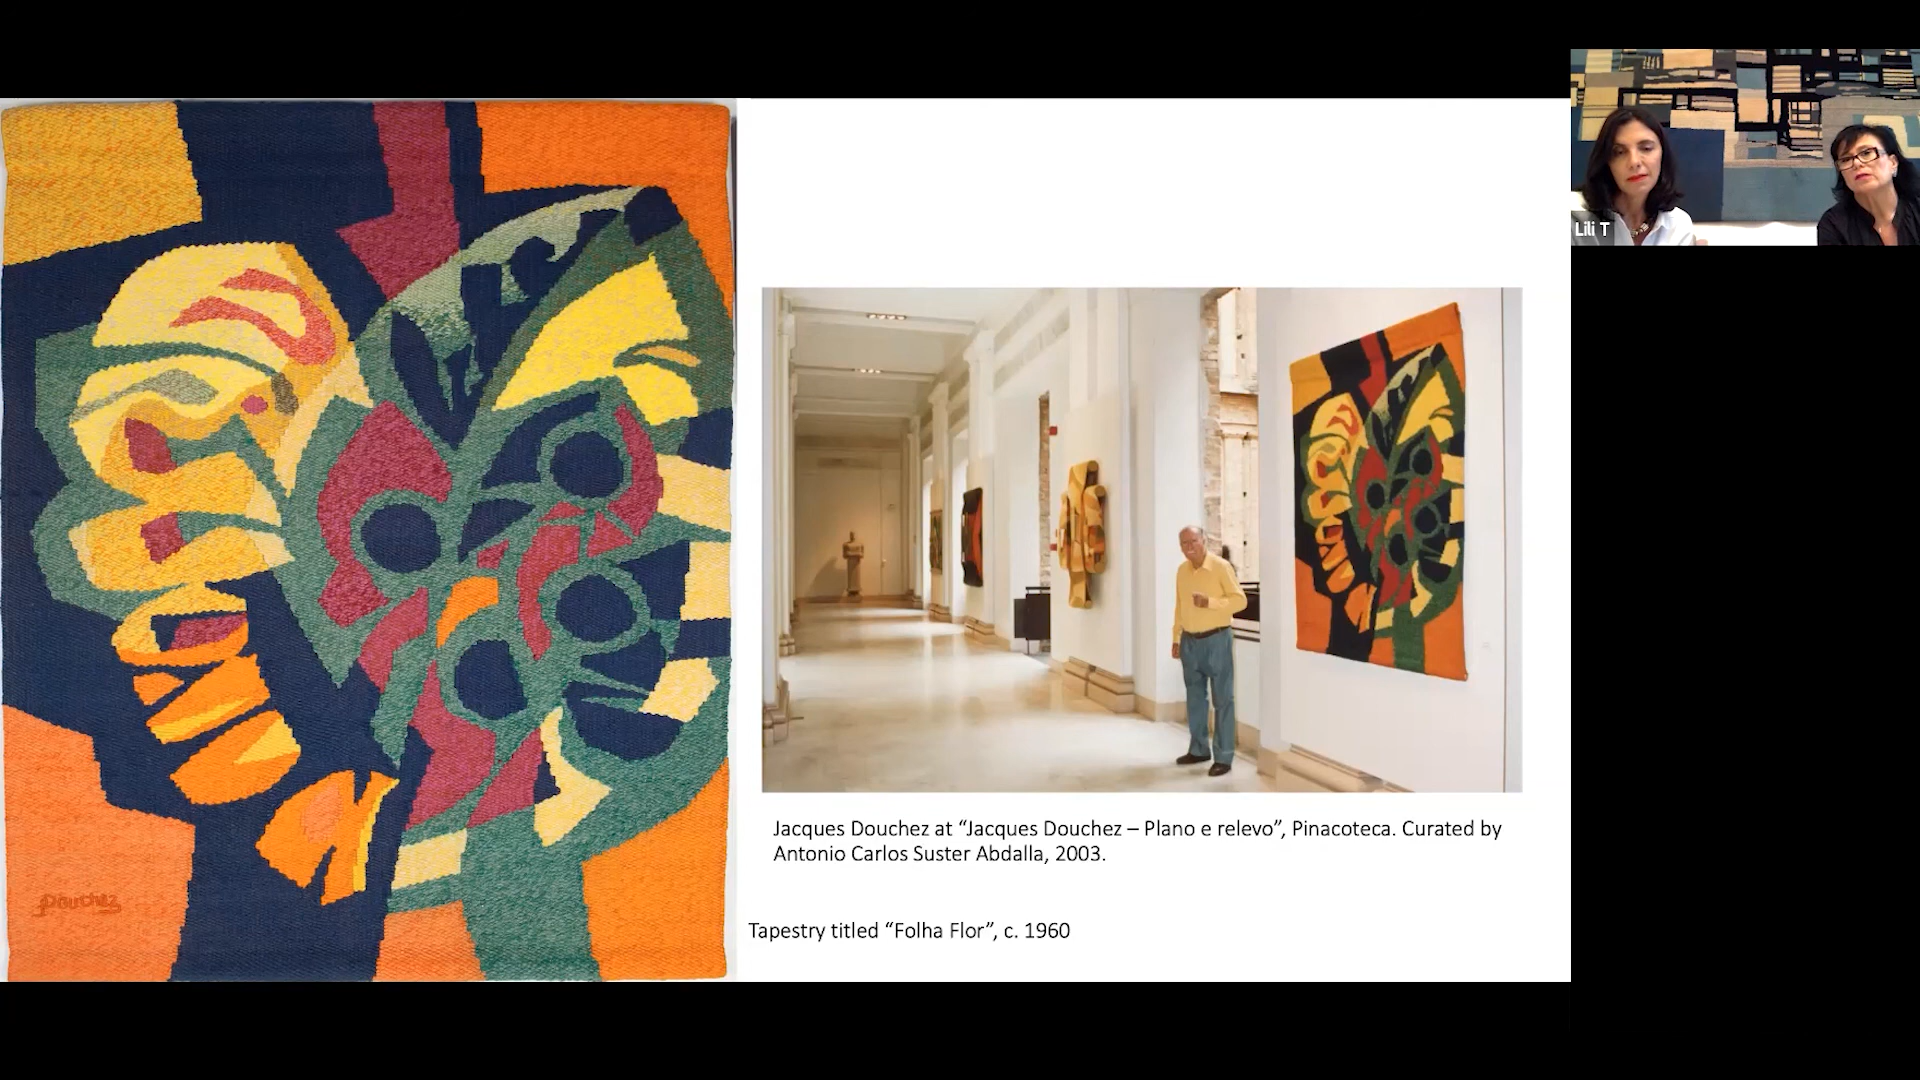 Lili T
Jacques Douchez at “Jacques Douchez – Plano e relevo”, Pinacoteca. Curated by
Antonio Carlos Suster Abdalla, 2003.
JDouchez
Tapestry titled “Folha Flor”, c. 1960